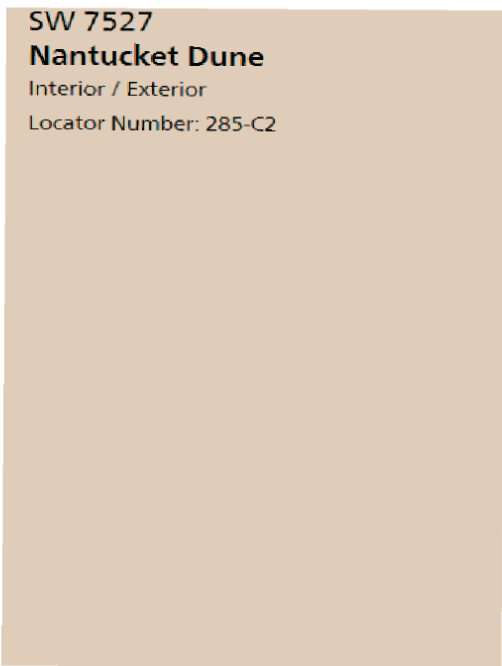 SW 7527
Nantucket Dune
Interior / Exterior
Locator Number: 285-C2